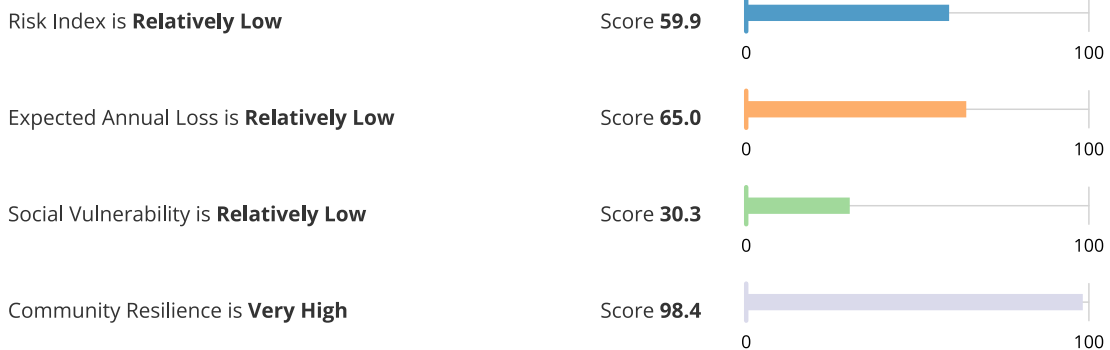 Risk Index is Relatively Low Score 59.9
0 100
Expected Annual Loss is Relatively Low Score 65.0
0 100
Social Vulnerability is Relatively Low Score 30.3
0 100
Community Resilience is Very High Score 98.4
0 100